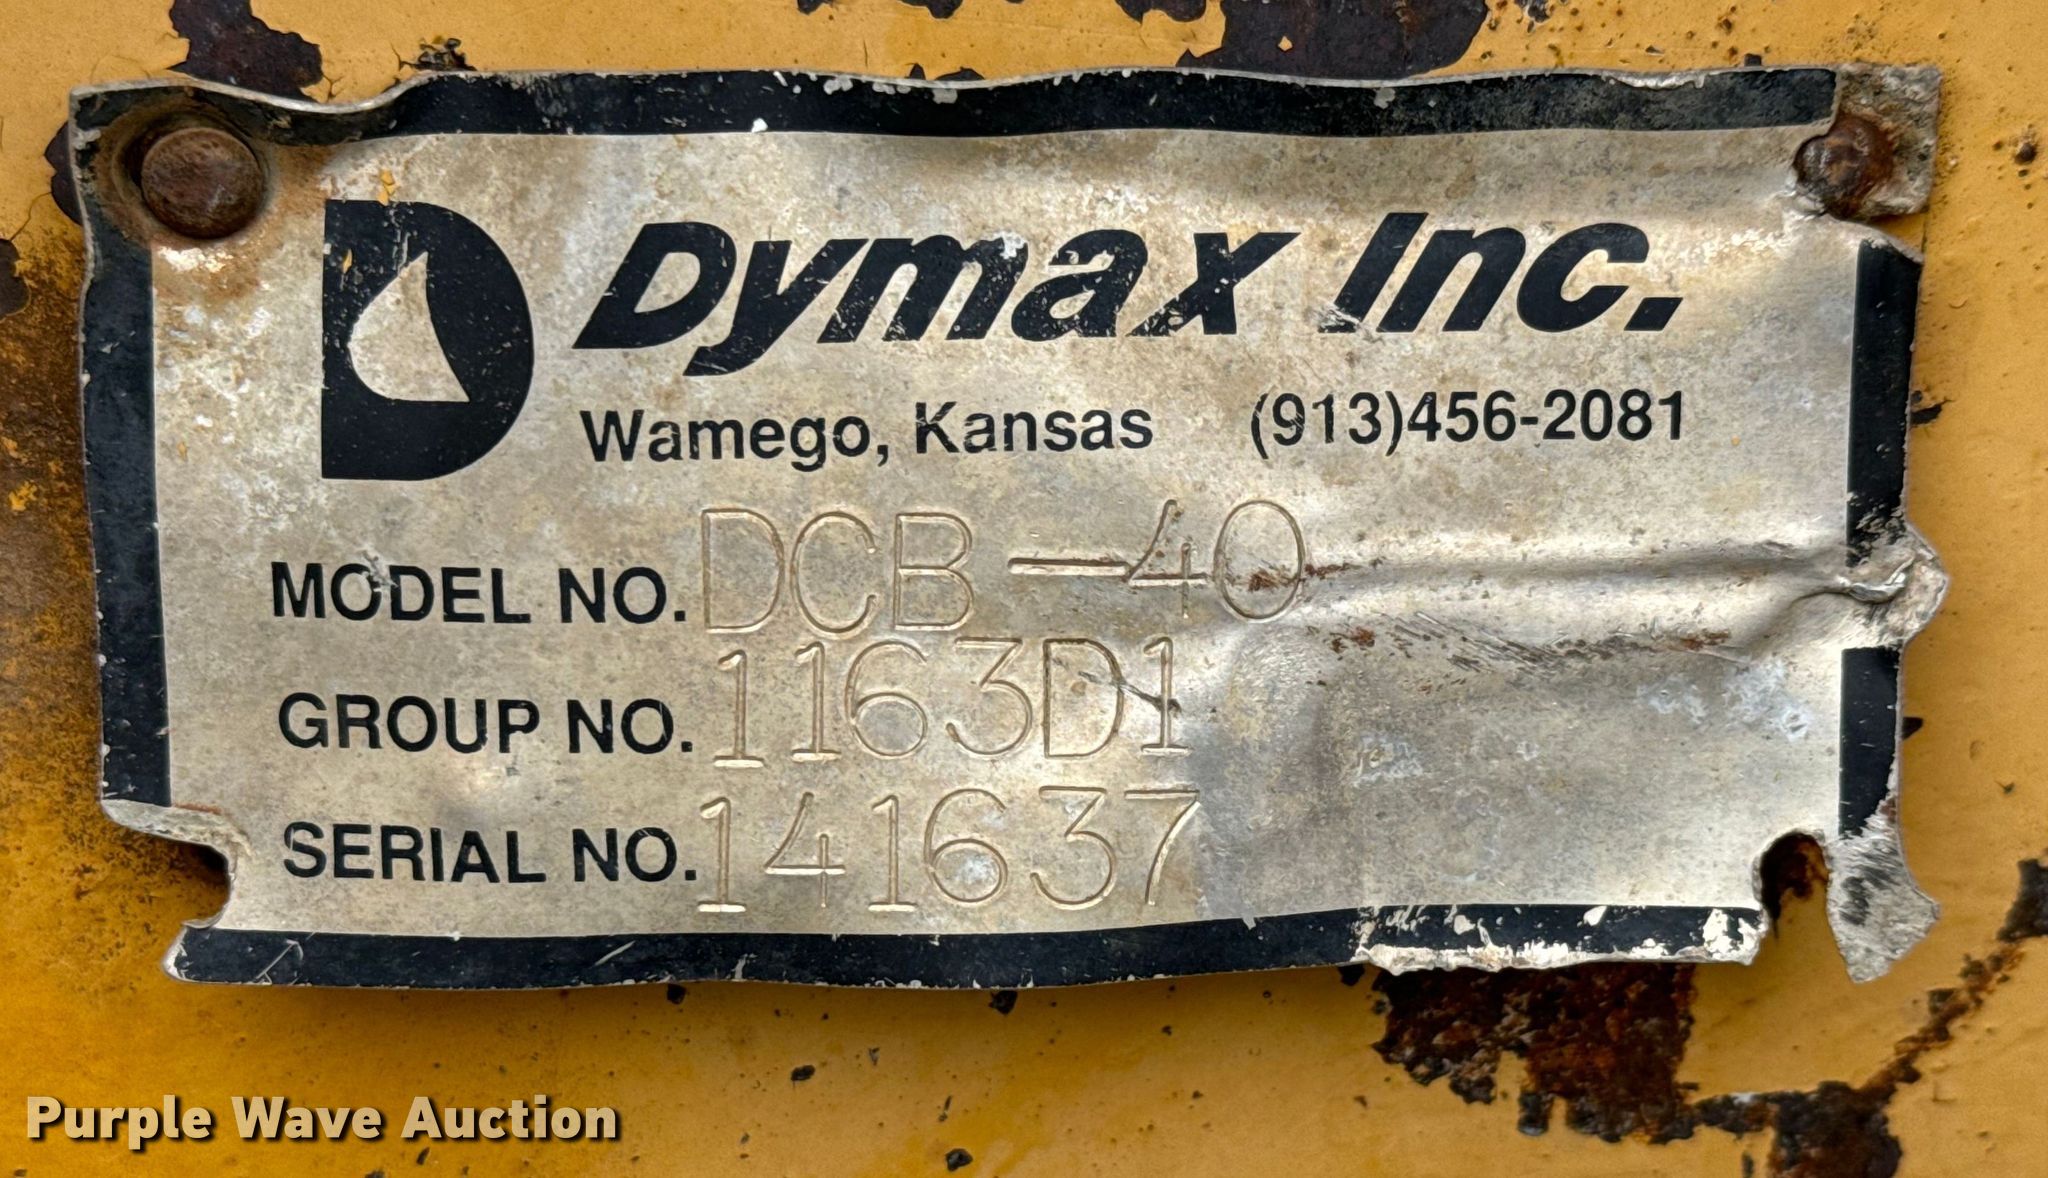 Dymax Inc.
Wamego, Kansas (913)456-2081
MODEL NO. DCB-40
GROUP NO. 1163D1
SERIAL NO. 141637
Purple Wave Auction